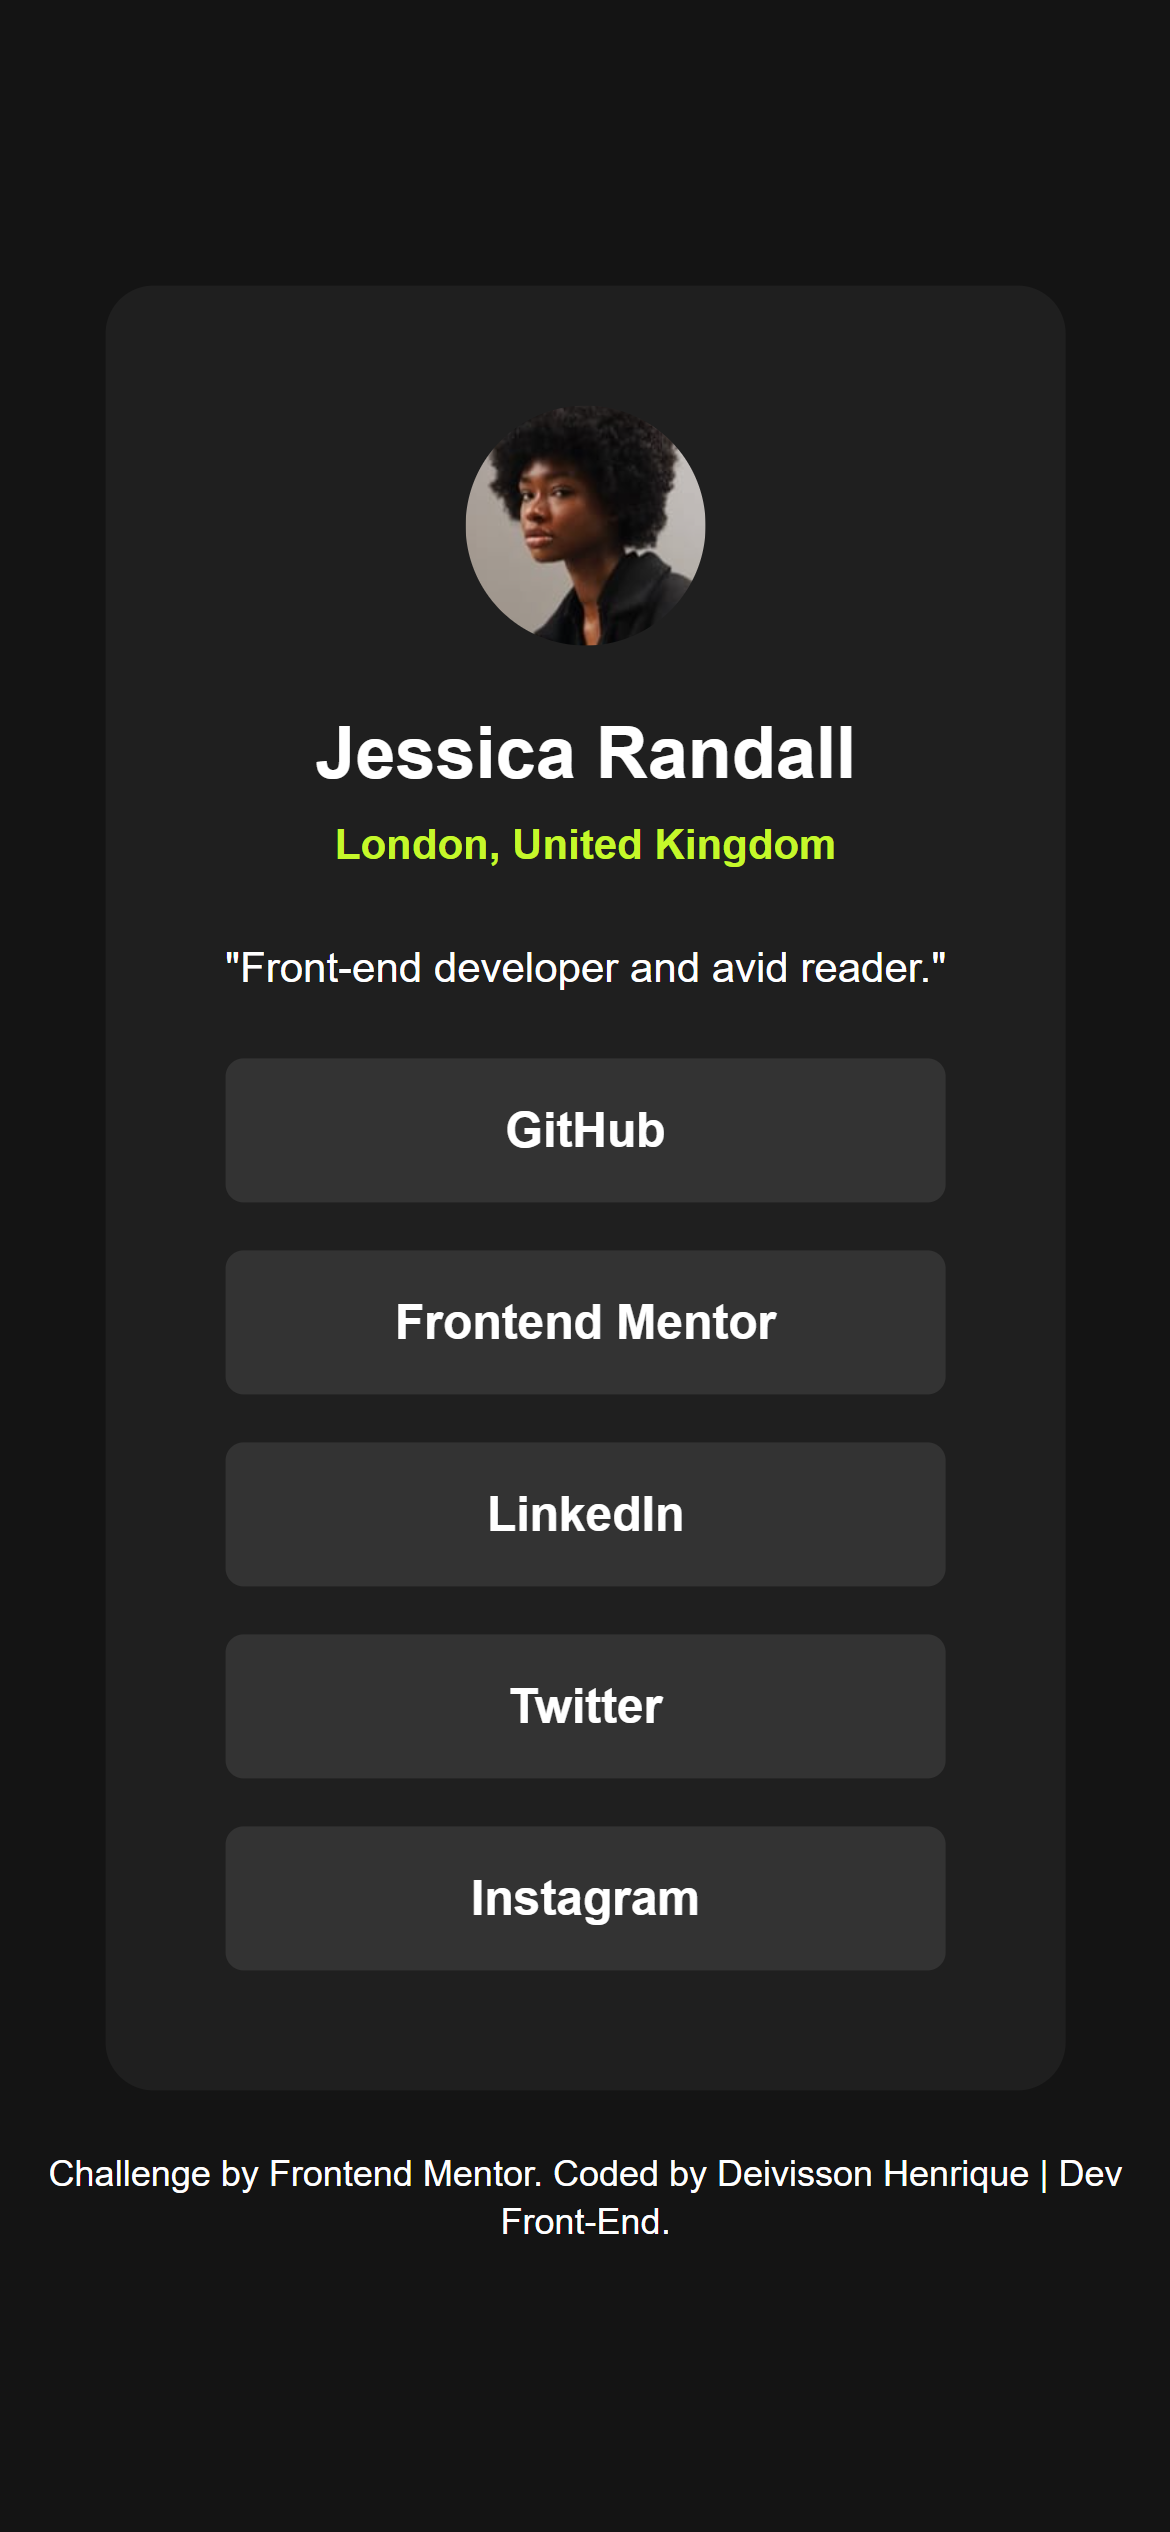 Jessica Randall
London, United Kingdom
"Front-end developer and avid reader."
GitHub
Frontend Mentor
LinkedIn
Twitter
Instagram
Challenge by Frontend Mentor. Coded by Deivisson Henrique | Dev
Front-End.